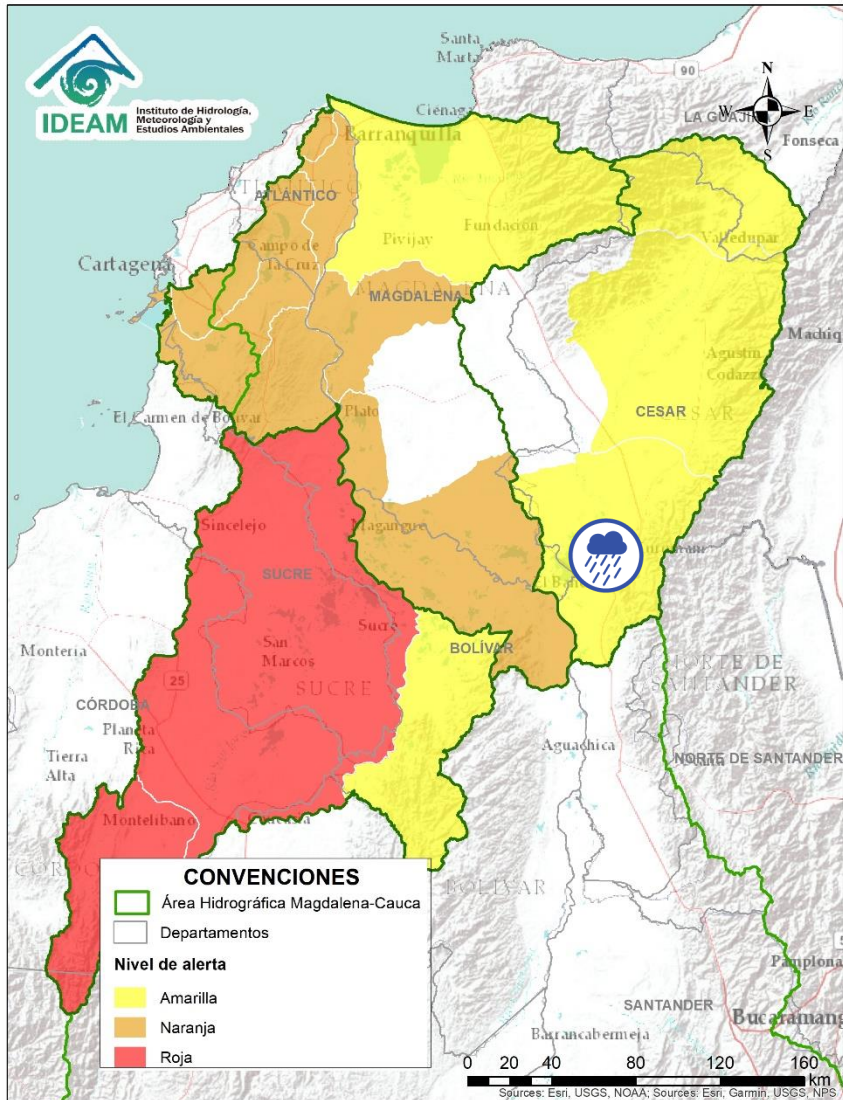 IDEAM
Instituto de Hidrología,
Meteorología y
Estudios Ambientales
Santa
Marta
90
N
W
E
S
LA GUAJIRA
Fonseca
Ciénaga
Barranquilla
ATLÁNTICO
ATLÁNTICO
Fundación
Valledupar
Pivijay
Campo de
la Cruz
Cartagena
MAGDALENA
MAGDALENA
Agustín
Codazzi
CESAR
CESAR
El Carmen de Bolívar
Plato
Sincelejo
Magangué
SUCRE
Sucre
San
Marcos
BOLÍVAR
SUCRE
Montería
25
NORTE DE
SANTANDER
CÓRDOBA
Planeta
Rica
Tierra
Alta
Aguachica
NORTE DE SANTANDER
Montelíbano
BOLÍVAR
CONVENCIONES
Área Hidrográfica Magdalena-Cauca
Departamentos
Nivel de alerta
Amarilla
Naranja
Roja
Pamplona
SANTANDER
Bucaramang
Barrancabermeja
0 20 40 80 120 160
km
Sources: Esri, USGS, NOAA; Sources: Esri, Garmin, USGS, NPS